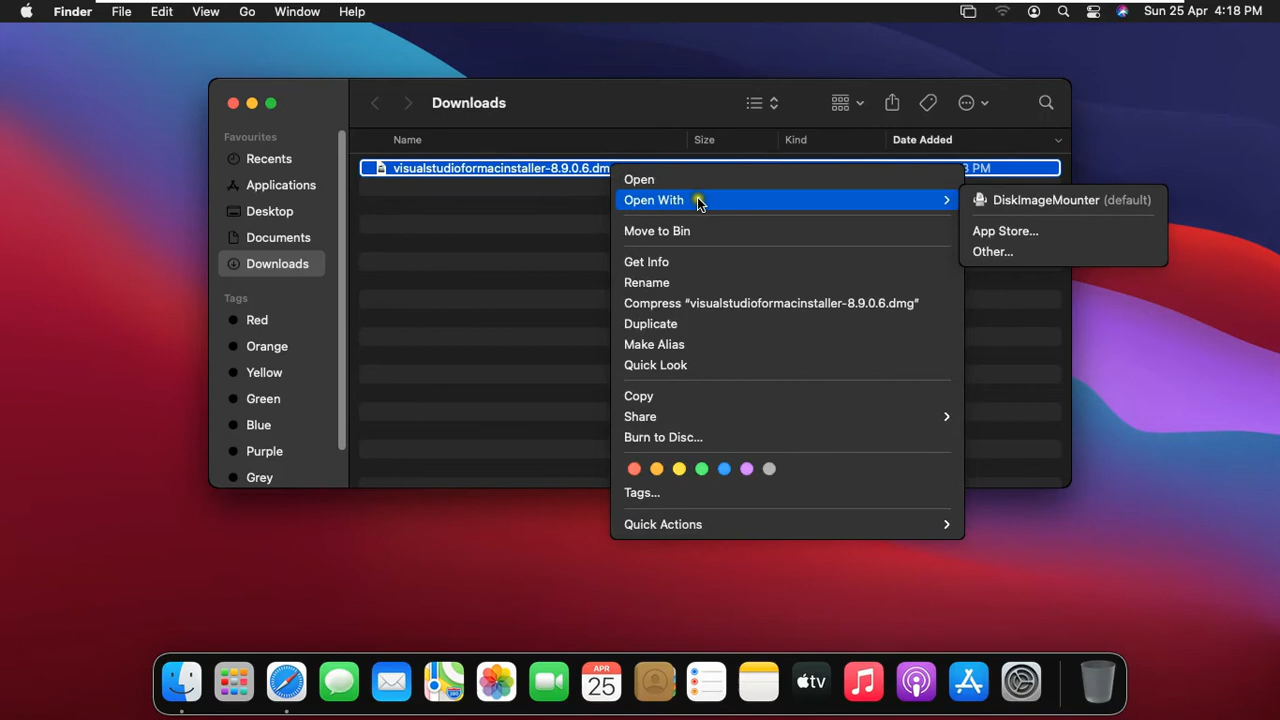 Finder File Edit View Go Window Help Sun 25 Apr 4:18 PM
Downloads
Favourites
Recents
Applications
Desktop
Documents
Downloads
Tags
Red
Orange
Yellow
Green
Blue
Purple
Grey
Name Size Kind Date Added
visualstudioformacinstaller-8.9.0.6.dm PM
Open
Open With
Move to Bin
Get Info
Rename
Compress “visualstudioformacinstaller-8.9.0.6.dmg”
Duplicate
Make Alias
Quick Look
Copy
Share
Burn to Disc...
Tags...
Quick Actions
DiskImageMounter (default)
App Store...
Other...
APR
25
tv